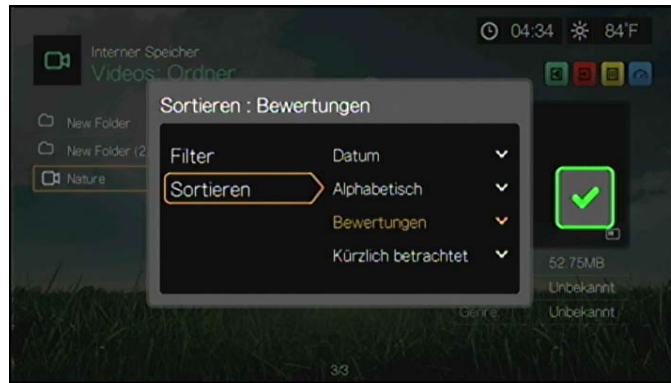 04:34 84°F
Interner Speicher
Videos: Ordner
Sortieren : Bewertungen
New Folder
New Folder (2
Nature
Filter
Sortieren
Datum
Alphabetisch
Bewertungen
Kürzlich betrachtet
52.75MB
Unbekannt
Genre Unbekannt
3/3